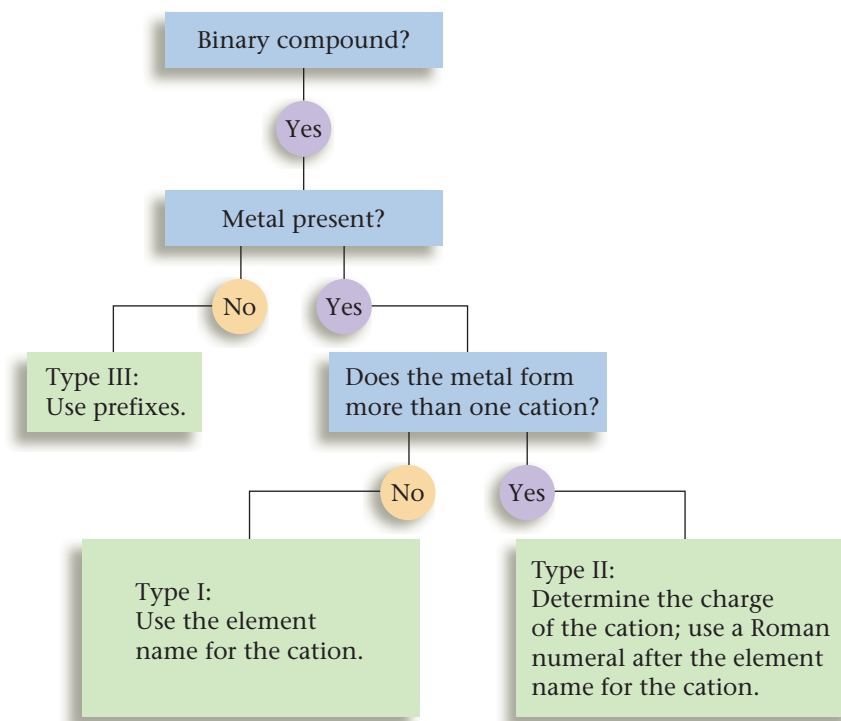 Binary compound?
Yes
Metal present?
No
Yes
Type III:
Use prefixes.
Does the metal form
more than one cation?
No
Yes
Type I:
Use the element
name for the cation.
Type II:
Determine the charge
of the cation; use a Roman
numeral after the element
name for the cation.